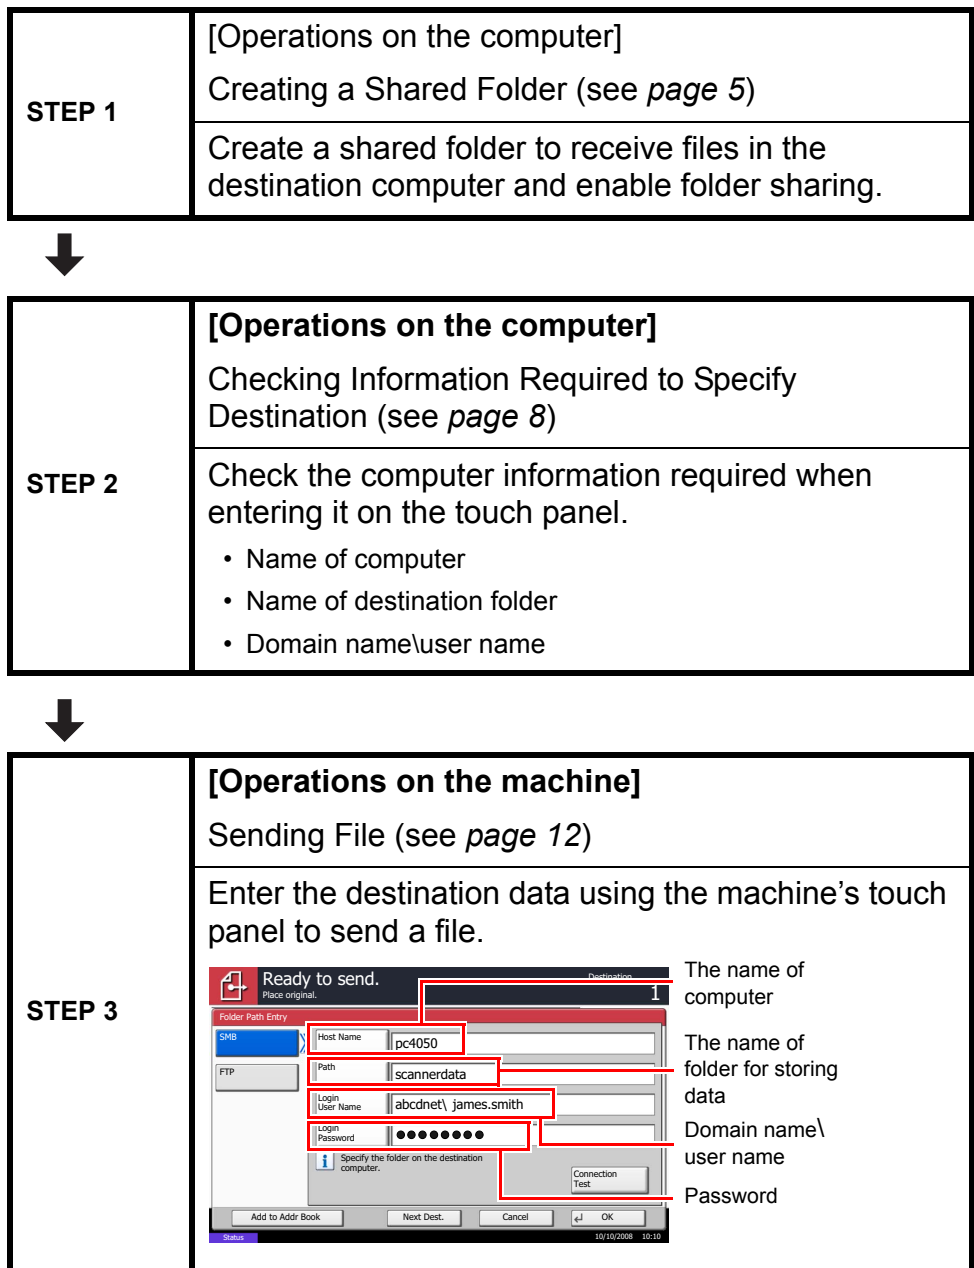 STEP 1
[Operations on the computer]
Creating a Shared Folder (see page 5)
Create a shared folder to receive files in the
destination computer and enable folder sharing.
STEP 2
[Operations on the computer]
Checking Information Required to Specify
Destination (see page 8)
Check the computer information required when
entering it on the touch panel.
• Name of computer
• Name of destination folder
• Domain name\user name
STEP 3
[Operations on the machine]
Sending File (see page 12)
Enter the destination data using the machine's touch
panel to send a file.
Ready to send.
Place original.
Destination
1
Folder Path Entry
SMB
FTP
Host Name
pc4050
Path
scannerdata
Login
User Name
abcdnet\ james.smith
Login
Password
●●●●●●●●
i
Specify the folder on the destination
computer.
Connection
Test
Add to Addr Book
Next Dest.
Cancel
OK
Status
10/10/2008 10:10
The name of
computer
The name of
folder for storing
data
Domain name\
user name
Password